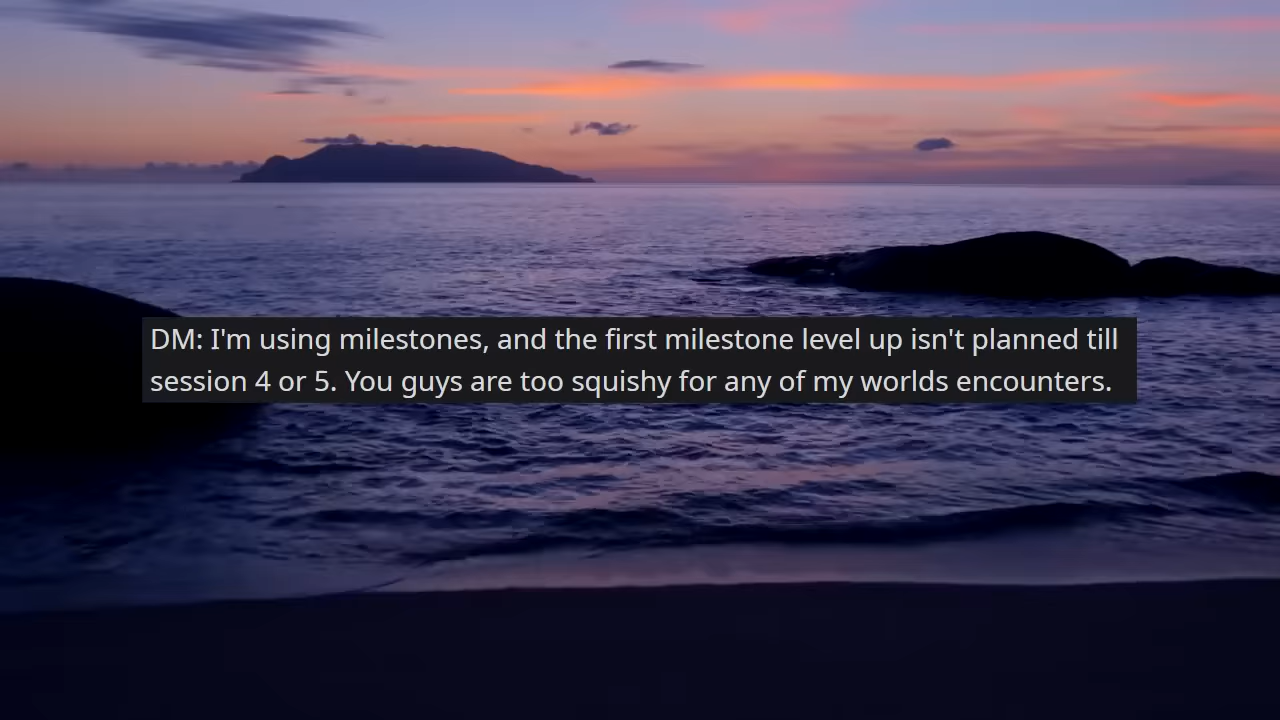 DM: I'm using milestones, and the first milestone level up isn't planned till
session 4 or 5. You guys are too squishy for any of my worlds encounters.